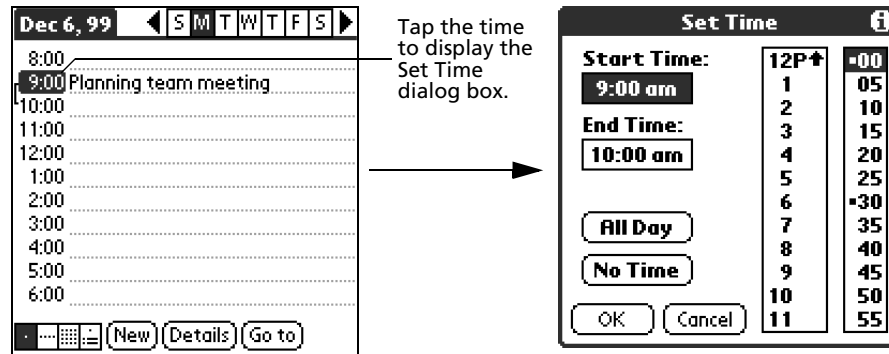 Dec 6, 99 S M T W T F S
8:00
9:00 Planning team meeting
10:00
11:00
12:00
1:00
2:00
3:00
4:00
5:00
6:00
New Details Go to
Tap the time
to display the
Set Time
dialog box.
Set Time i
Start Time:
9:00 am
End Time:
10:00 am
All Day
No Time
OK Cancel
12P
1
2
3
4
5
6
7
8
9
10
11
00
05
10
15
20
25
30
35
40
45
50
55